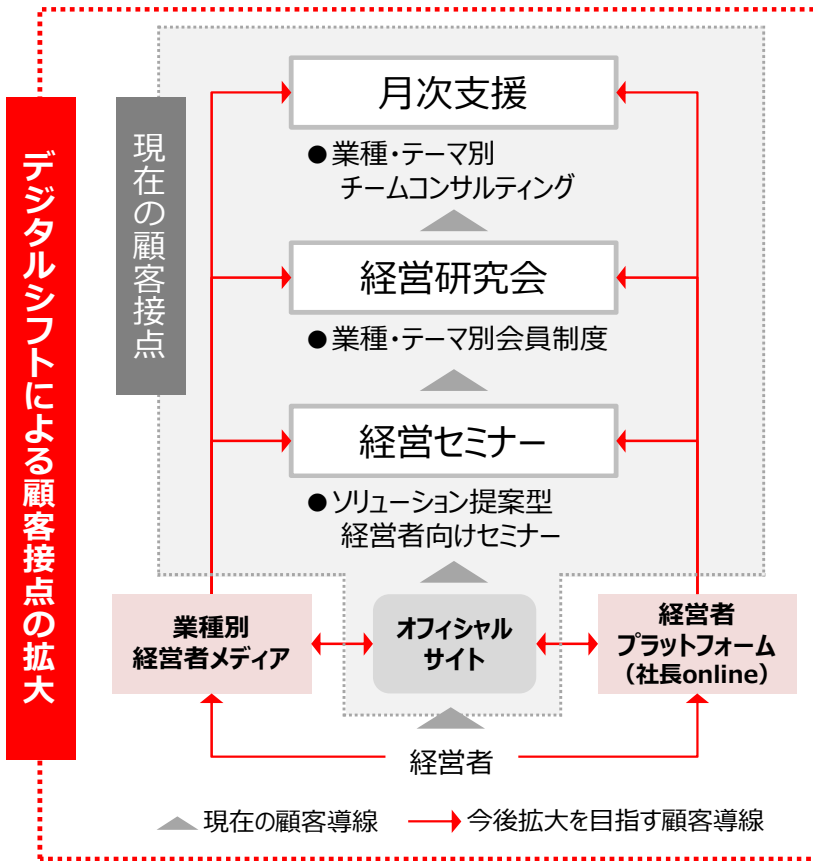 デジタルシフトによる顧客接点の拡大
現在の顧客接点
月次支援
●業種・テーマ別
チームコンサルティング
経営研究会
●業種・テーマ別会員制度
経営セミナー
●ソリューション提案型
経営者向けセミナー
業種別
経営者メディア
オフィシャル
サイト
経営者
プラットフォーム
（社長online）
経営者
現在の顧客導線
今後拡大を目指す顧客導線